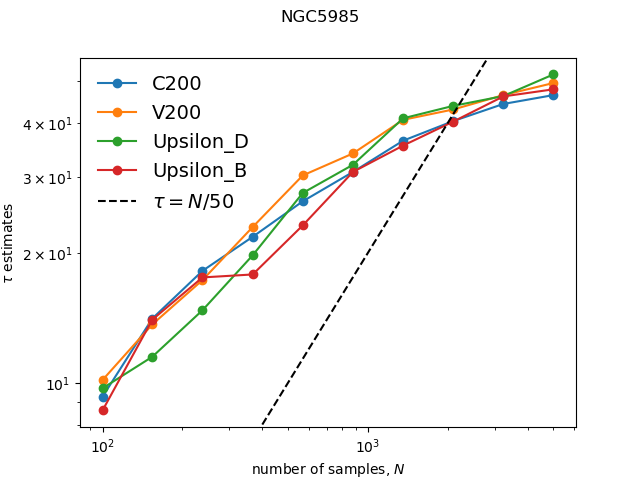 NGC5985
C200
V200
Upsilon_D
Upsilon_B
τ = N/50
4 × 10¹
3 × 10¹
2 × 10¹
10¹
τ estimates
10²
10³
number of samples, N